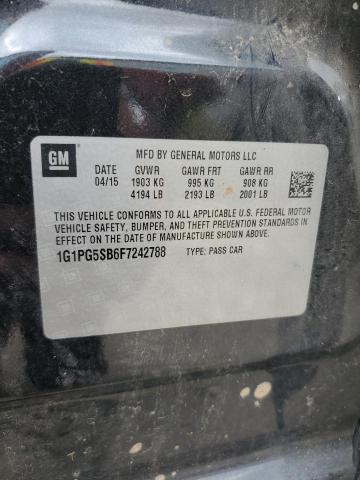 GM
MFD BY GENERAL MOTORS LLC
DATE GVWR GAWR FRT GAWR RR
04/15 1903 KG 995 KG 908 KG
4194 LB 2193 LB 2001 LB
THIS VEHICLE CONFORMS TO ALL APPLICABLE U.S. FEDERAL MOTOR
VEHICLE SAFETY, BUMPER, AND THEFT PREVENTION STANDARDS IN
EFFECT ON THE DATE OF MANUFACTURE SHOWN ABOVE.
1G1PG5SB6F7242788 TYPE: PASS CAR